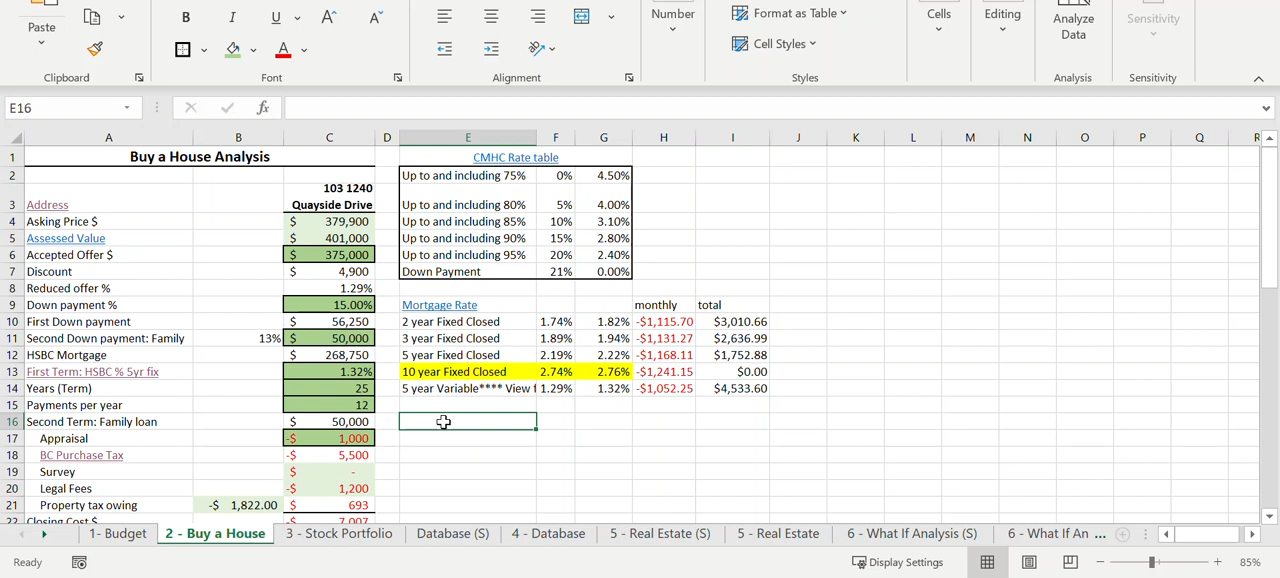 Paste
Clipboard
B I U A A
A
Font
Alignment
Number
Format as Table
Cell Styles
Styles
Cells
Editing
Analyze Data
Analysis
Sensitivity
Sensitivity
E16 fx
A B C D E F G H I J K L M N O P Q R
1 Buy a House Analysis CMHC Rate table
2 Up to and including 75% 0% 4.50%
103 1240
3 Address Quayside Drive Up to and including 80% 5% 4.00%
4 Asking Price $ $ 379,900 Up to and including 85% 10% 3.10%
5 Assessed Value $ 401,000 Up to and including 90% 15% 2.80%
6 Accepted Offer $ $ 375,000 Up to and including 95% 20% 2.40%
7 Discount $ 4,900 Down Payment 21% 0.00%
8 Reduced offer % 1.29%
9 Down payment % 15.00% Mortgage Rate monthly total
10 First Down payment $ 56,250 2 year Fixed Closed 1.74% 1.82% -$1,115.70 $3,010.66
11 Second Down payment: Family 13% $ 50,000 3 year Fixed Closed 1.89% 1.94% -$1,131.27 $2,636.99
12 HSBC Mortgage $ 268,750 5 year Fixed Closed 2.19% 2.22% -$1,168.11 $1,752.88
13 First Term: HSBC % 5yr fix 1.32% 10 year Fixed Closed 2.74% 2.76% -$1,241.15 $0.00
14 Years (Term) 25 5 year Variable**** View f 1.29% 1.32% -$1,052.25 $4,533.60
15 Payments per year 12
16 Second Term: Family loan $ 50,000
17 Appraisal -$ 1,000
18 BC Purchase Tax -$ 5,500
19 Survey $ -
20 Legal Fees -$ 1,200
21 Property tax owing -$ 1,822.00 $ 693
22 Closing Cost $ -$ 7,007
1- Budget 2 - Buy a House 3 - Stock Portfolio Database (S) 4 - Database 5 - Real Estate (S) 5 - Real Estate 6 - What If Analysis (S) 6 - What If An ...
Ready Display Settings 85%